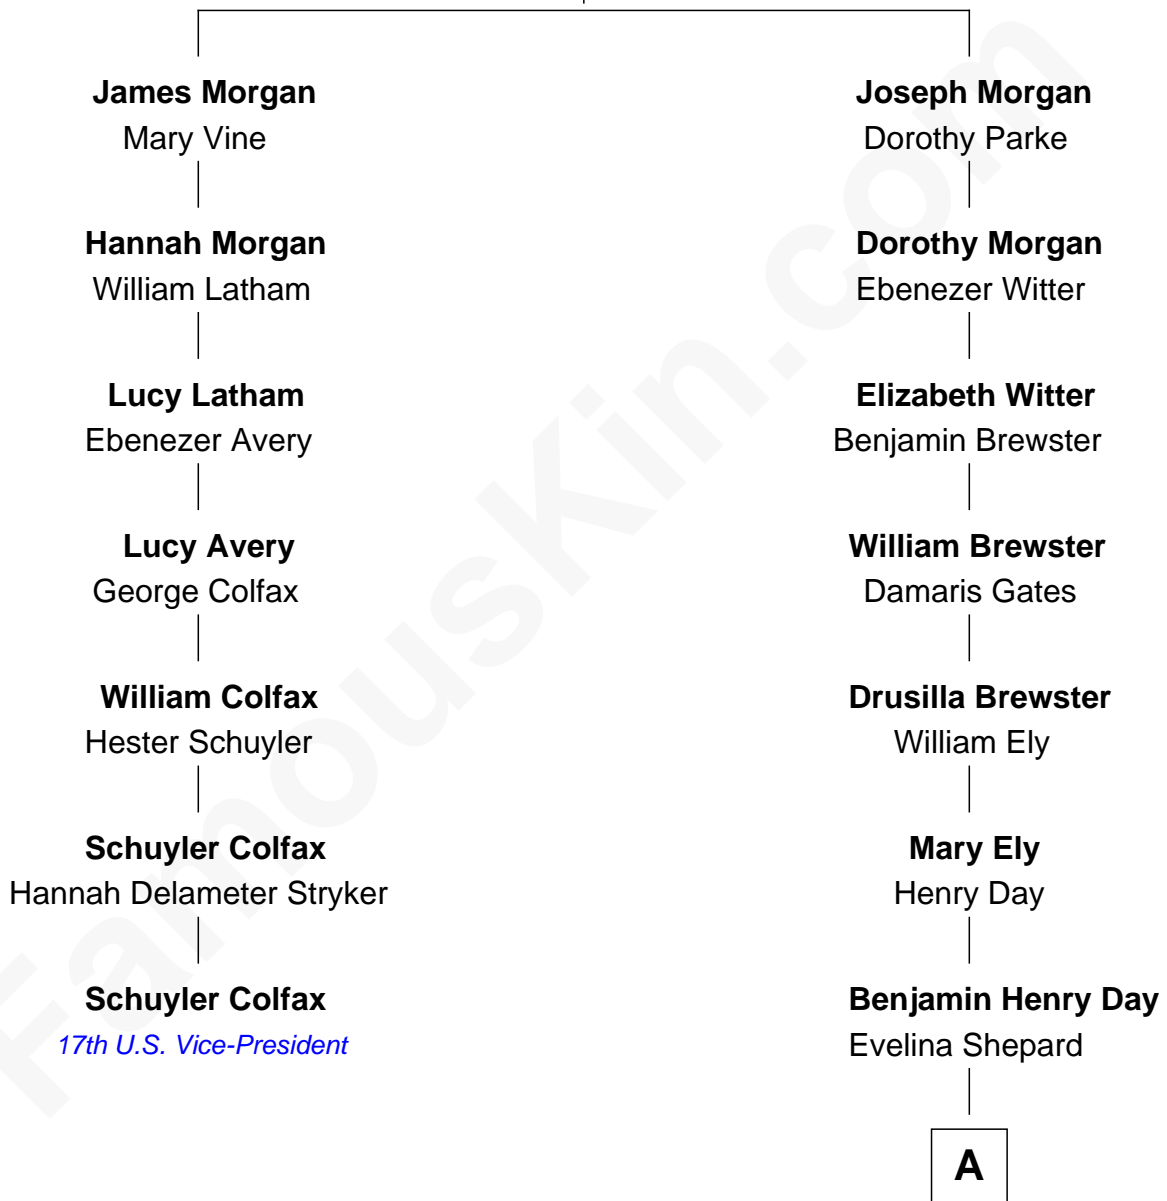 James Morgan
Mary Vine
Hannah Morgan
William Latham
Lucy Latham
Ebenezer Avery
Lucy Avery
George Colfax
William Colfax
Hester Schuyler
Schuyler Colfax
Hannah Delameter Stryker
Schuyler Colfax
17th U.S. Vice-President
Joseph Morgan
Dorothy Parke
Dorothy Morgan
Ebenezer Witter
Elizabeth Witter
Benjamin Brewster
William Brewster
Damaris Gates
Drusilla Brewster
William Ely
Mary Ely
Henry Day
Benjamin Henry Day
Evelina Shepard
A
FamousKin.com